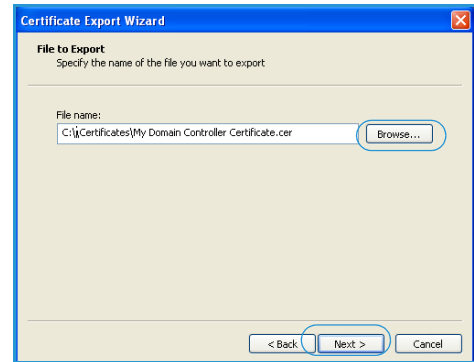 Certificate Export Wizard
File to Export
Specify the name of the file you want to export
File name:
C:\Certificates\My Domain Controller Certificate.cer
Browse...
< Back
Next >
Cancel